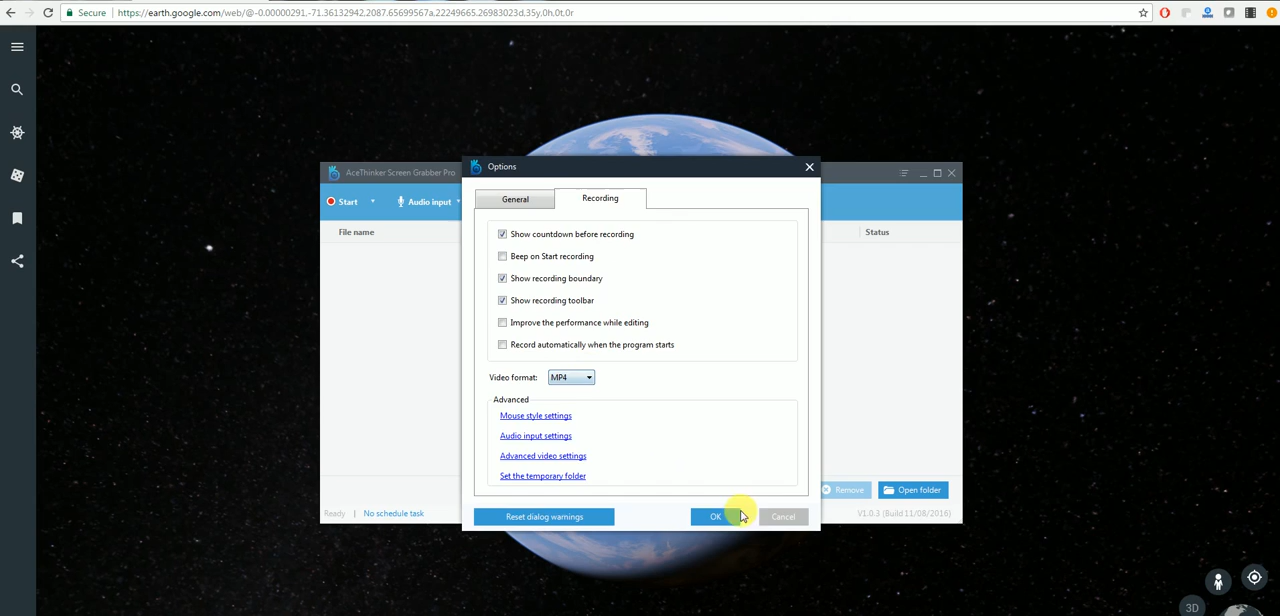 Secure | https://earth.google.com/web/@-0.00000291,-71.36132942,2087.65699567a,22249665.26983023d,35y,0h,0t,0r
AceThinker Screen Grabber Pro
Options
Start
Audio input
General
Recording
File name
Status
Show countdown before recording
Beep on Start recording
Show recording boundary
Show recording toolbar
Improve the performance while editing
Record automatically when the program starts
Video format: MP4
Advanced
Mouse style settings
Audio input settings
Advanced video settings
Set the temporary folder
Remove
Open folder
Ready | No schedule task
Reset dialog warnings
OK
Cancel
V1.0.3 (Build 11/08/2016)
3D